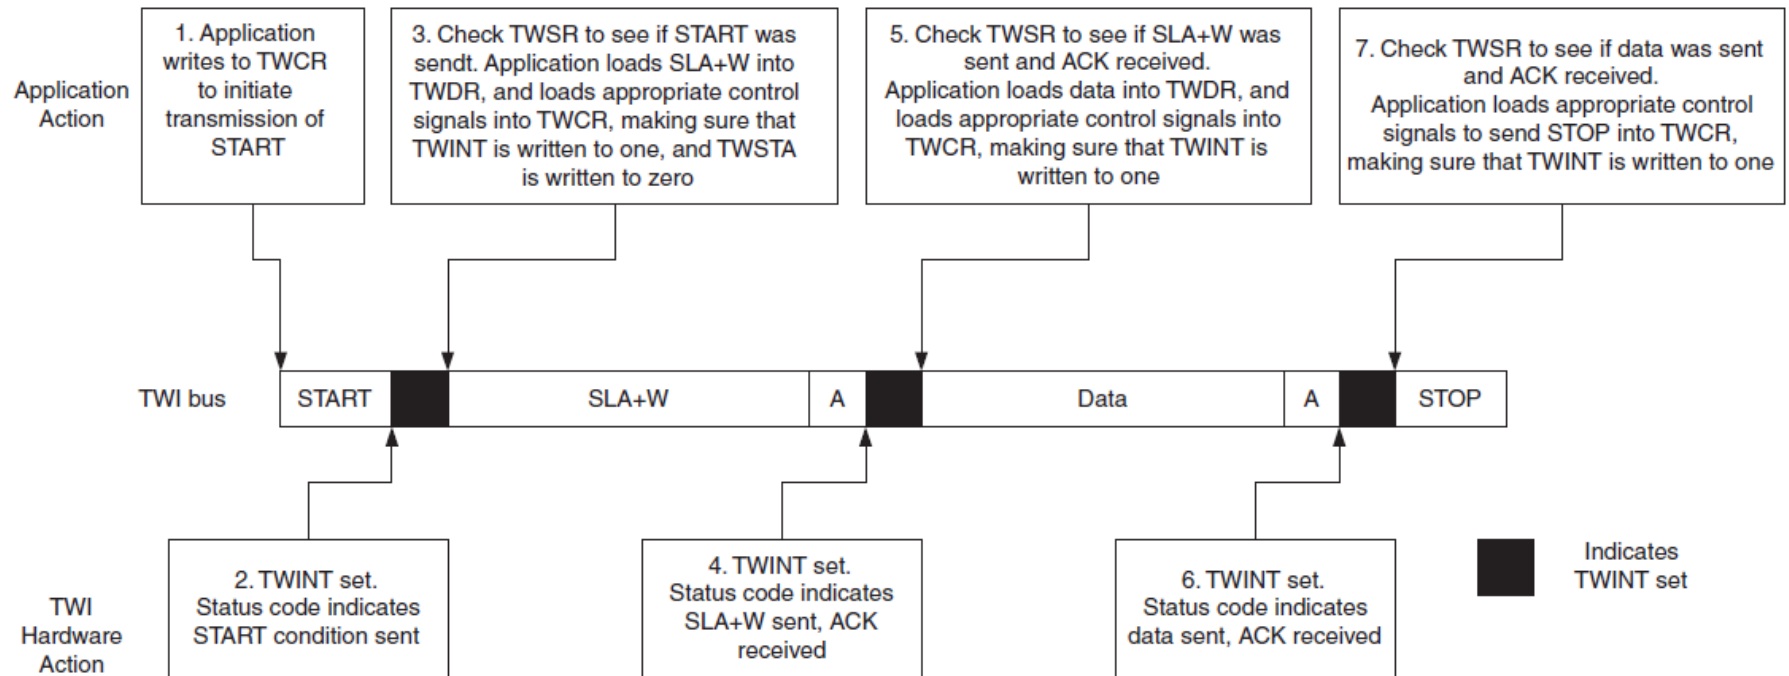 Application
Action
1. Application
writes to TWCR
to initiate
transmission of
START
3. Check TWSR to see if START was
sendt. Application loads SLA+W into
TWDR, and loads appropriate control
signals into TWCR, making sure that
TWINT is written to one, and TWSTA
is written to zero
5. Check TWSR to see if SLA+W was
sent and ACK received.
Application loads data into TWDR, and
loads appropriate control signals into
TWCR, making sure that TWINT is
written to one
7. Check TWSR to see if data was sent
and ACK received.
Application loads appropriate control
signals to send STOP into TWCR,
making sure that TWINT is written to one
TWI bus
START
SLA+W
A
Data
A
STOP
TWI
Hardware
Action
2. TWINT set.
Status code indicates
START condition sent
4. TWINT set.
Status code indicates
SLA+W sent, ACK
received
6. TWINT set.
Status code indicates
data sent, ACK received
Indicates
TWINT set